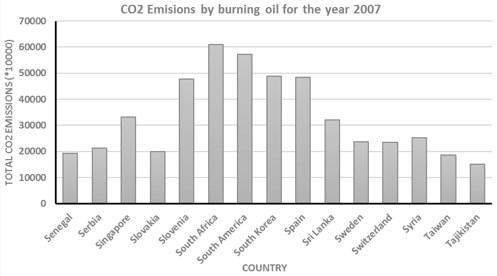 CO2 Emisions by burning oil for the year 2007
TOTAL CO2 EMISSIONS (*10000)
70000
60000
50000
40000
30000
20000
10000
0
Senegal
Serbia
Singapore
Slovakia
Slovenia
South Africa
South America
South Korea
Spain
Sri Lanka
Sweden
Switzerland
Syria
Taiwan
Tajikistan
COUNTRY